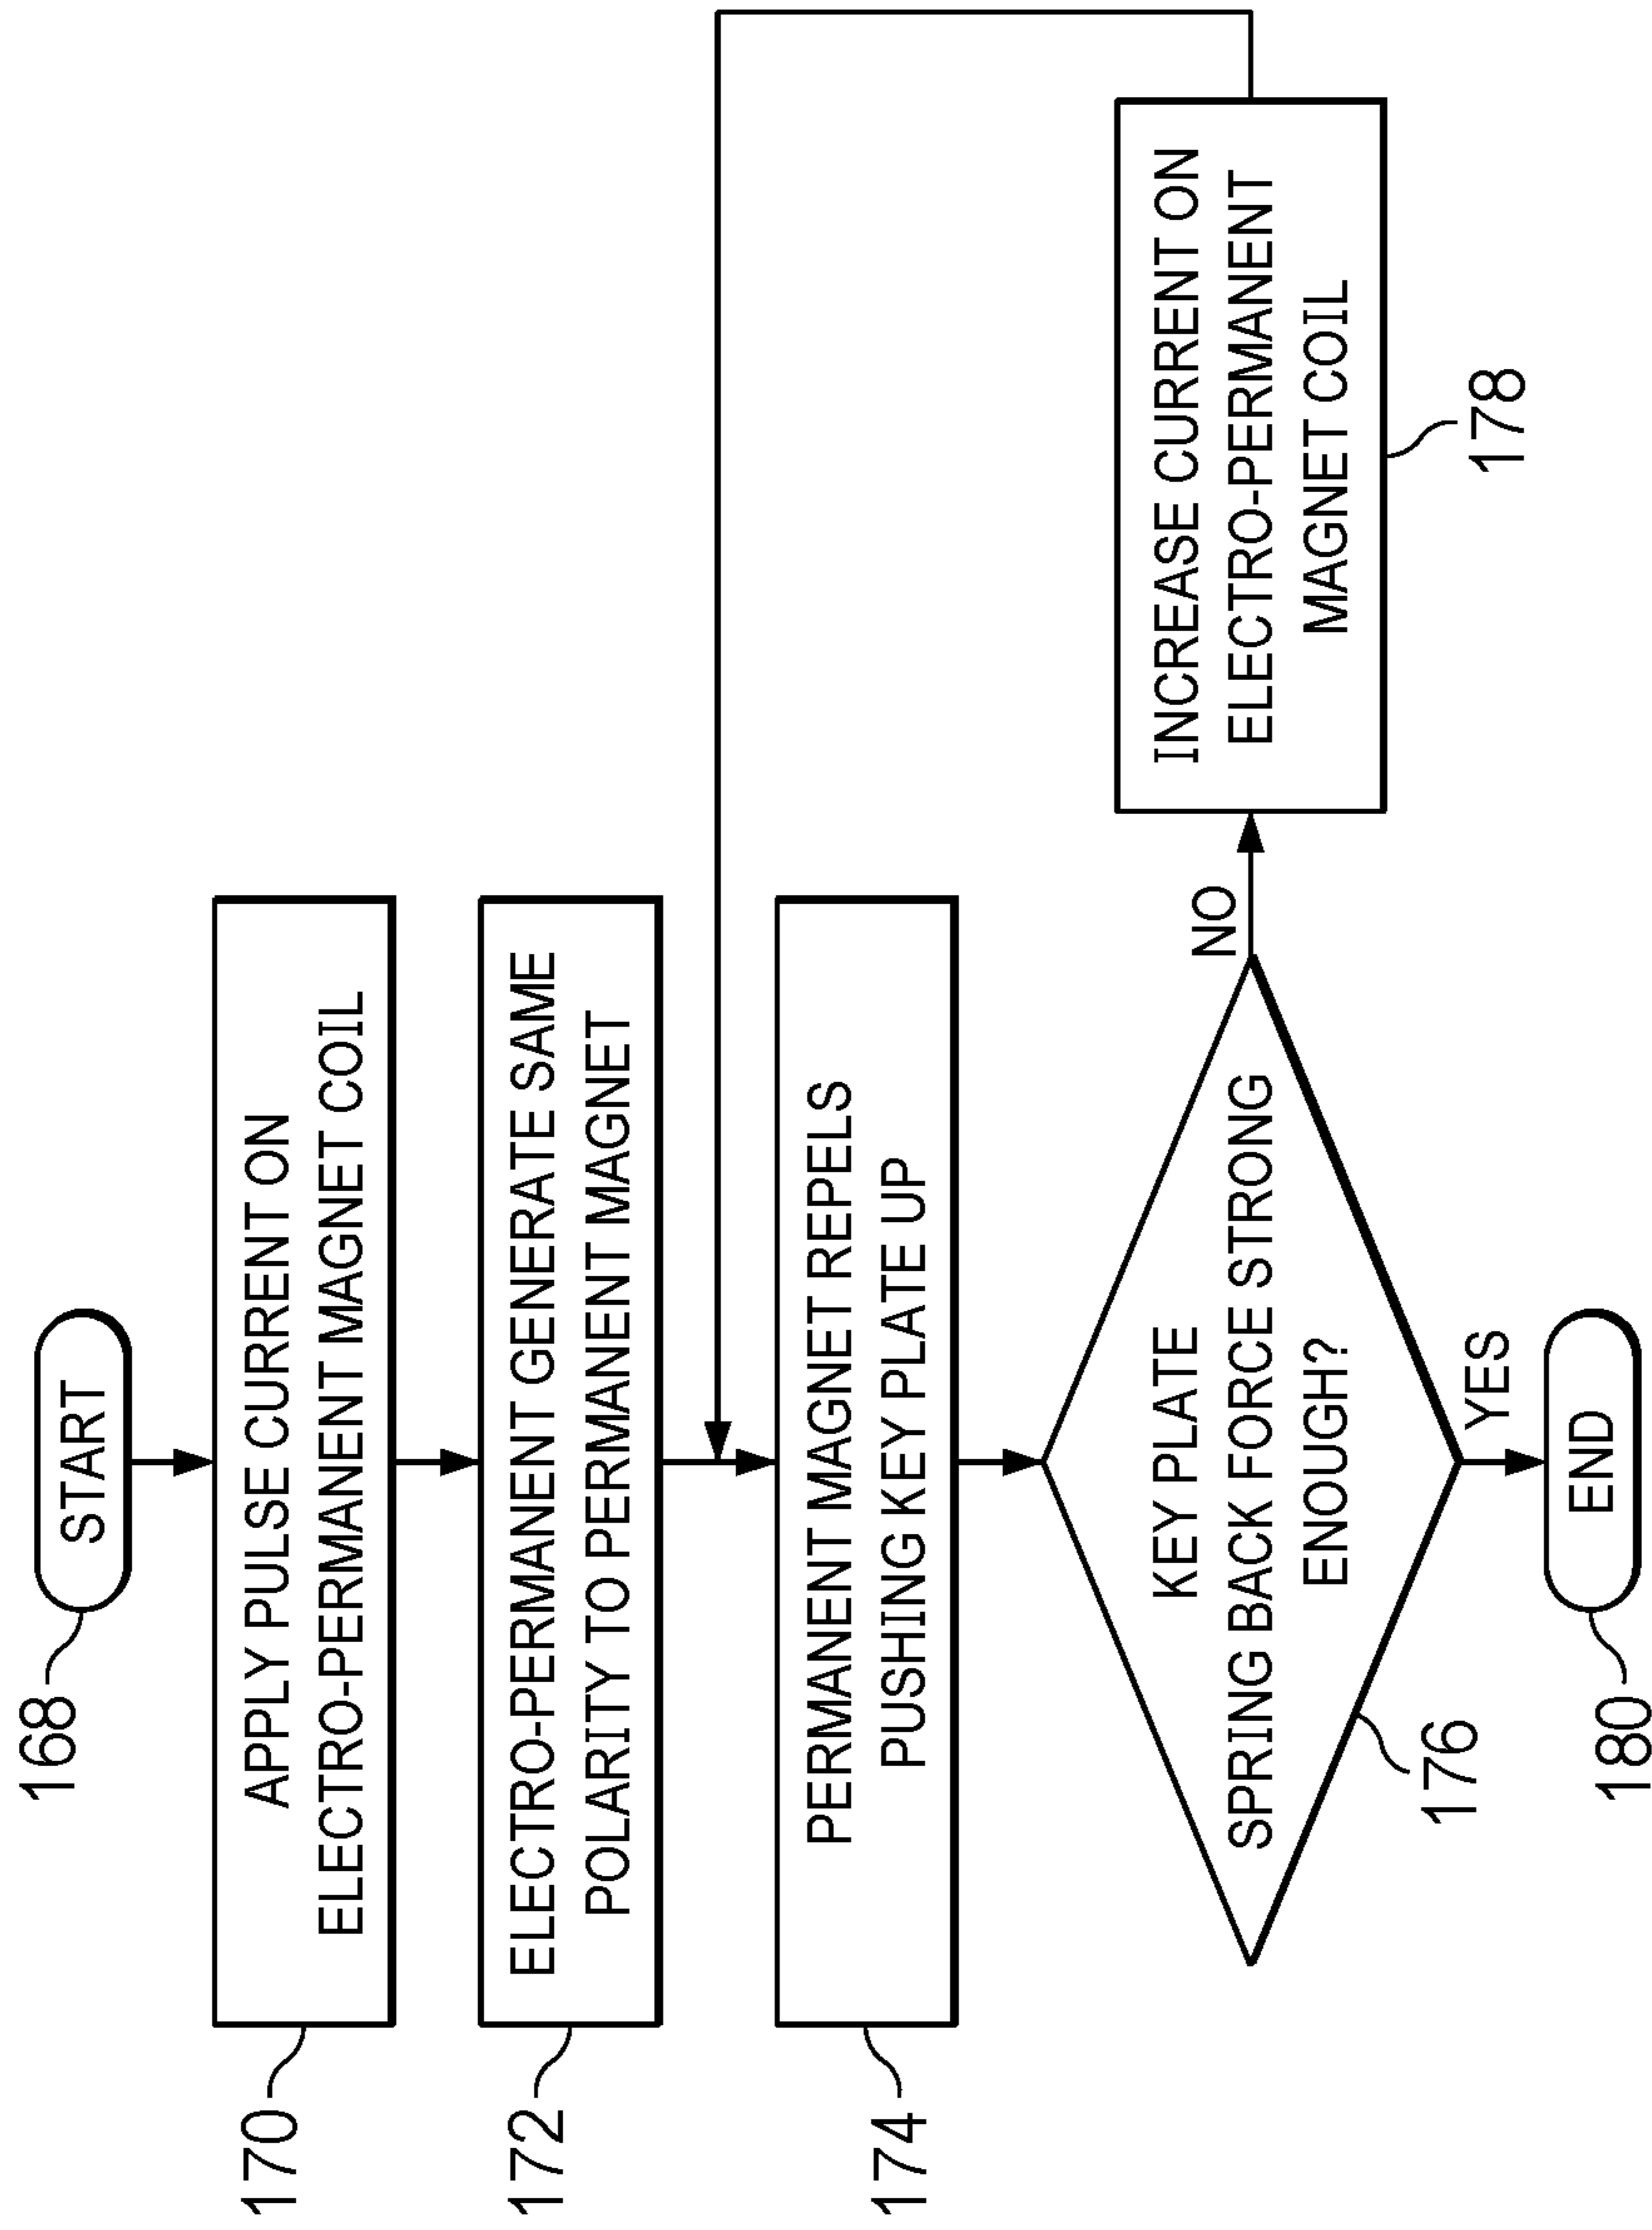 168
START
170
APPLY PULSE CURRENT ON
ELECTRO-PERMANENT MAGNET COIL
172
ELECTRO-PERMANENT GENERATE SAME
POLARITY TO PERMANENT MAGNET
174
PERMANENT MAGNET REPELS
PUSHING KEY PLATE UP
KEY PLATE
SPRING BACK FORCE STRONG
ENOUGH?
176
NO
INCREASE CURRENT ON
ELECTRO-PERMANENT
MAGNET COIL
178
YES
180
END